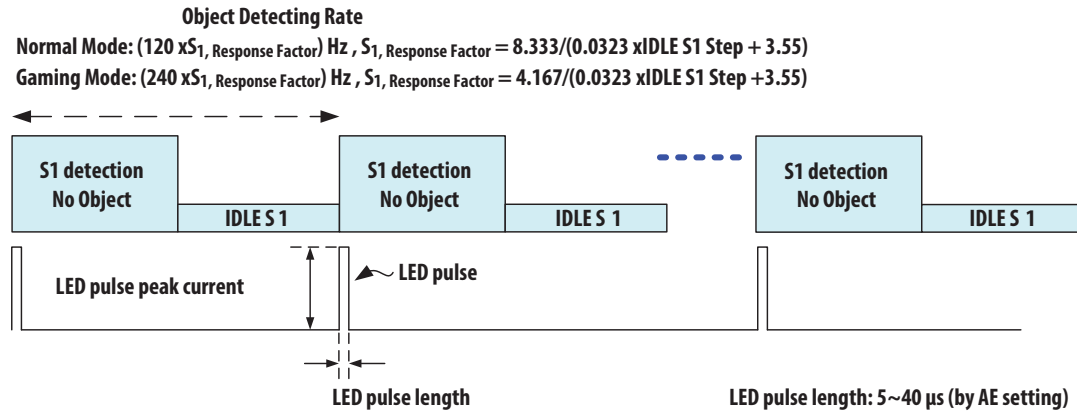 Object Detecting Rate
Normal Mode: (120 xS1, Response Factor) Hz , S1, Response Factor = 8.333/(0.0323 xIDLE S1 Step + 3.55)
Gaming Mode: (240 xS1, Response Factor) Hz , S1, Response Factor = 4.167/(0.0323 xIDLE S1 Step +3.55)
S1 detection
No Object
IDLE S 1
S1 detection
No Object
IDLE S 1
S1 detection
No Object
IDLE S 1
LED pulse peak current
LED pulse
LED pulse length
LED pulse length: 5~40 µs (by AE setting)